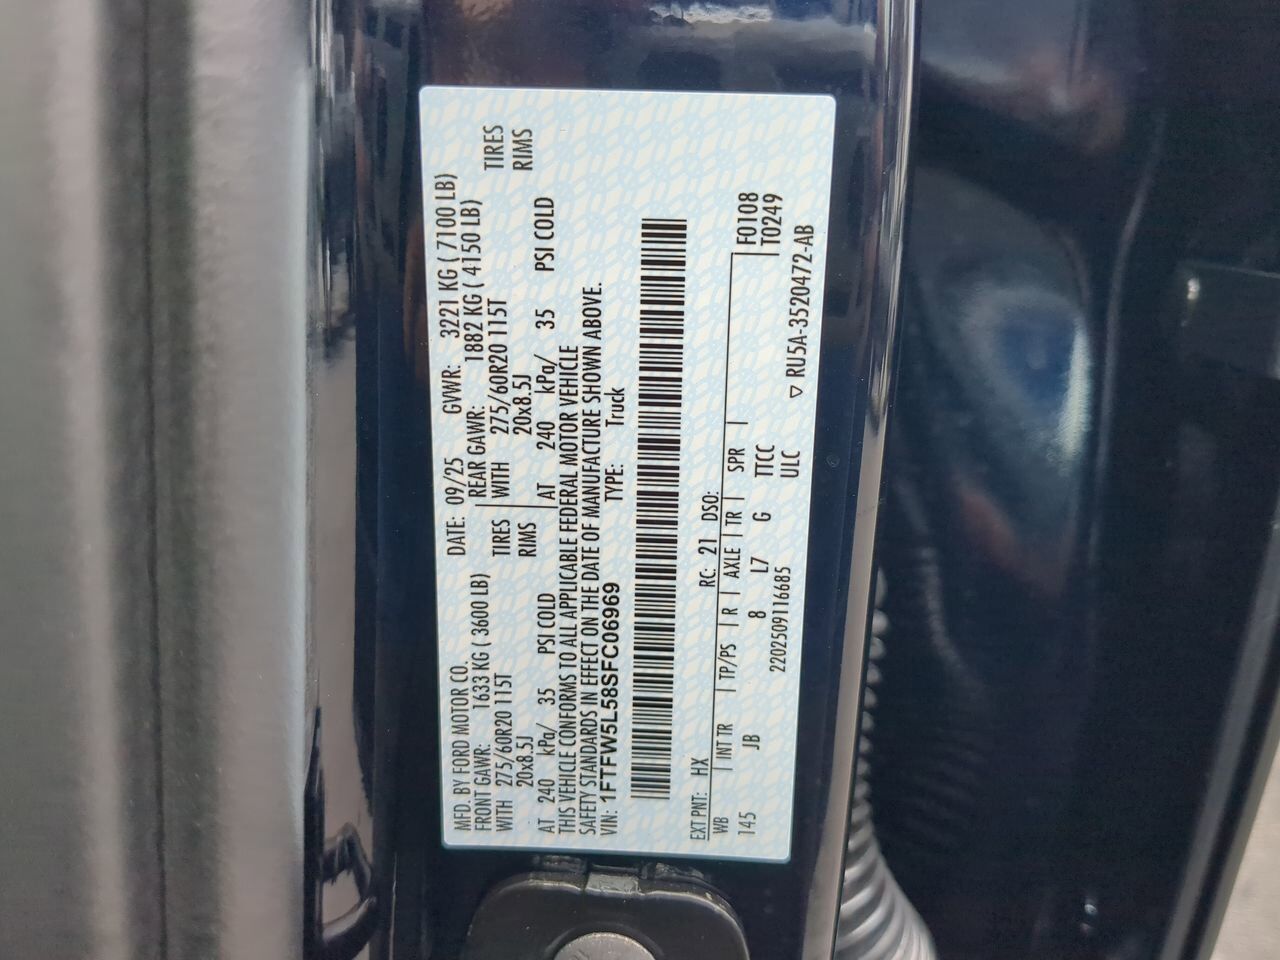 MFD. BY FORD MOTOR CO. DATE: 09/25 GVWR: 3221 KG ( 7100 LB)
FRONT GAWR: 1633 KG ( 3600 LB) REAR GAWR: 1882 KG ( 4150 LB)
WITH 275/60R20 115T TIRES WITH 275/60R20 115T TIRES
20x8.5J RIMS 20x8.5J RIMS
AT 240 kPa/ 35 PSI COLD AT 240 kPa/ 35 PSI COLD
THIS VEHICLE CONFORMS TO ALL APPLICABLE FEDERAL MOTOR VEHICLE
SAFETY STANDARDS IN EFFECT ON THE DATE OF MANUFACTURE SHOWN ABOVE.
VIN: 1FTFW5L58SFC06969 TYPE: Truck
EXT PNT: HX RC: 21 DSO:
WB INT TR TP/PS R AXLE TR SPR F0108
145 JB 8 L7 G TTCC T0249
2202509116685 ULC ▽ RU5A-3520472-AB